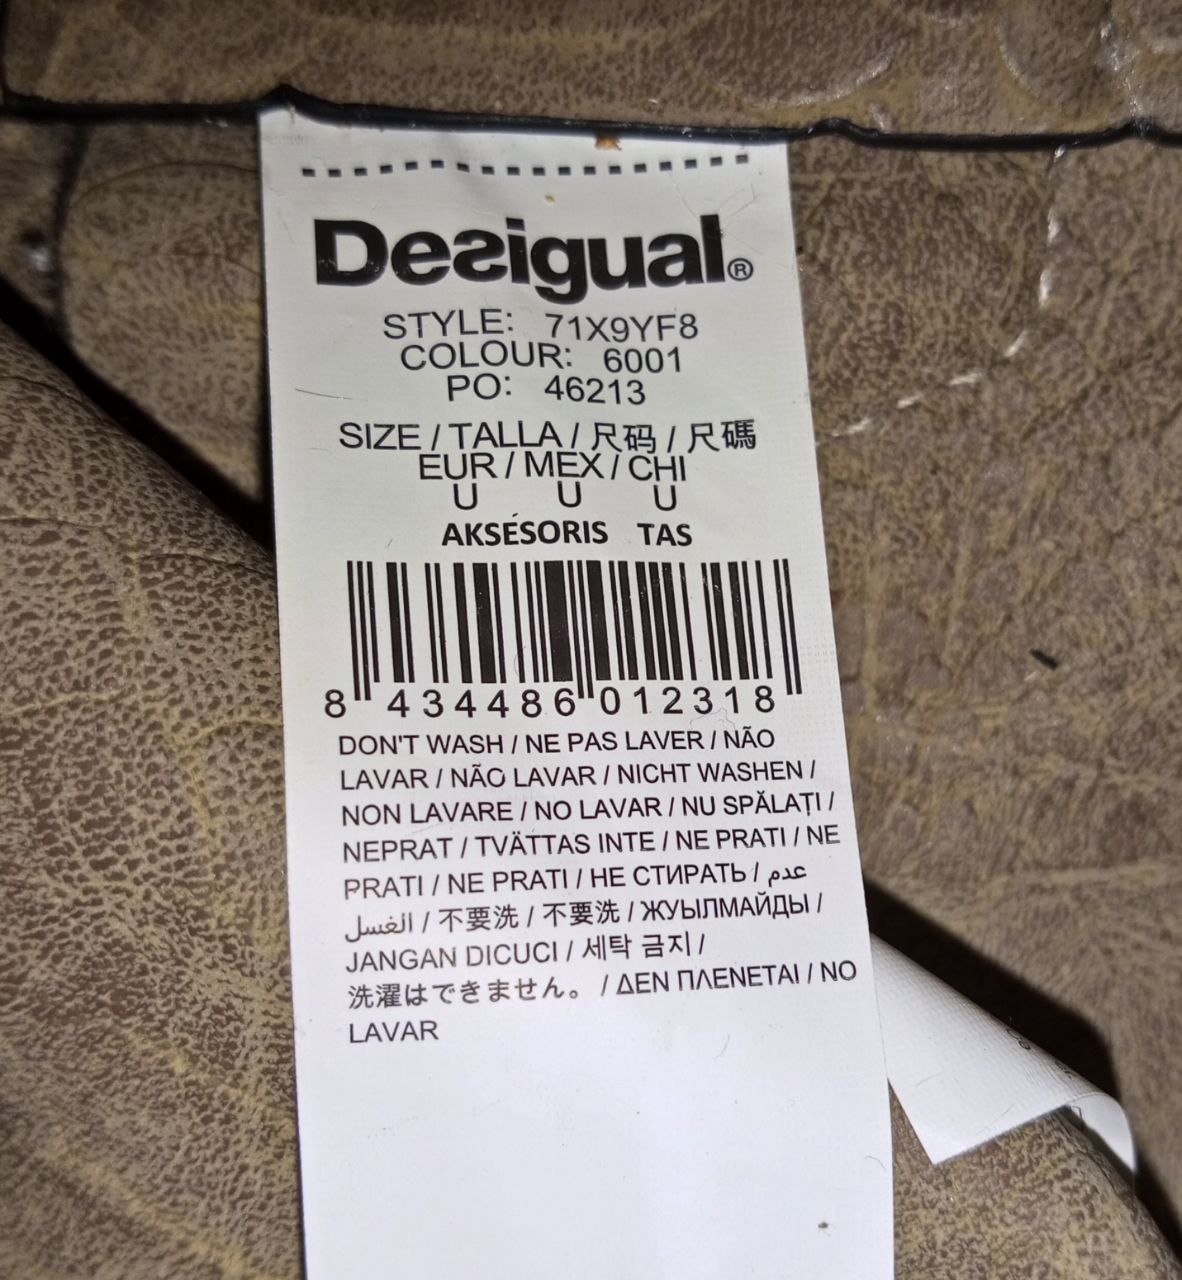 Desigual®
STYLE: 71X9YF8
COLOUR: 6001
PO: 46213
SIZE / TALLA / 尺码 / 尺碼
EUR / MEX / CHI
U U U
AKSÉSORIS TAS
8 434486 012318
DON'T WASH / NE PAS LAVER / NÃO
LAVAR / NÃO LAVAR / NICHT WASHEN /
NON LAVARE / NO LAVAR / NU SPĂLAȚI /
NEPRAT / TVÄTTAS INTE / NE PRATI / NE
PRATI / NE PRATI / НЕ СТИРАТЬ / عدم
الغسل / 不要洗 / 不要洗 / ЖУЫЛМАЙДЫ /
JANGAN DICUCI / 세탁 금지 /
洗濯はできません。 / ΔΕΝ ΠΛΕΝΕΤΑΙ / NO
LAVAR